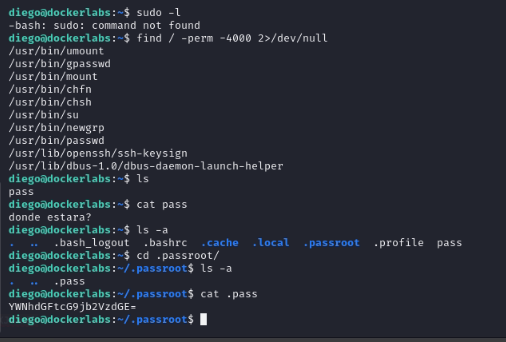 diego@dockerlabs:~$ sudo -l
-bash: sudo: command not found
diego@dockerlabs:~$ find / -perm -4000 2>/dev/null
/usr/bin/umount
/usr/bin/gpasswd
/usr/bin/mount
/usr/bin/chfn
/usr/bin/chsh
/usr/bin/su
/usr/bin/newgrp
/usr/bin/passwd
/usr/lib/openssh/ssh-keysign
/usr/lib/dbus-1.0/dbus-daemon-launch-helper
diego@dockerlabs:~$ ls
pass
diego@dockerlabs:~$ cat pass
donde estara?
diego@dockerlabs:~$ ls -a
. .. .bash_logout .bashrc .cache .local .passroot .profile pass
diego@dockerlabs:~$ cd .passroot/
diego@dockerlabs:~/.passroot$ ls -a
. .. .pass
diego@dockerlabs:~/.passroot$ cat .pass
YWNhdGFtcG9jb2VzdGE=
diego@dockerlabs:~/.passroot$